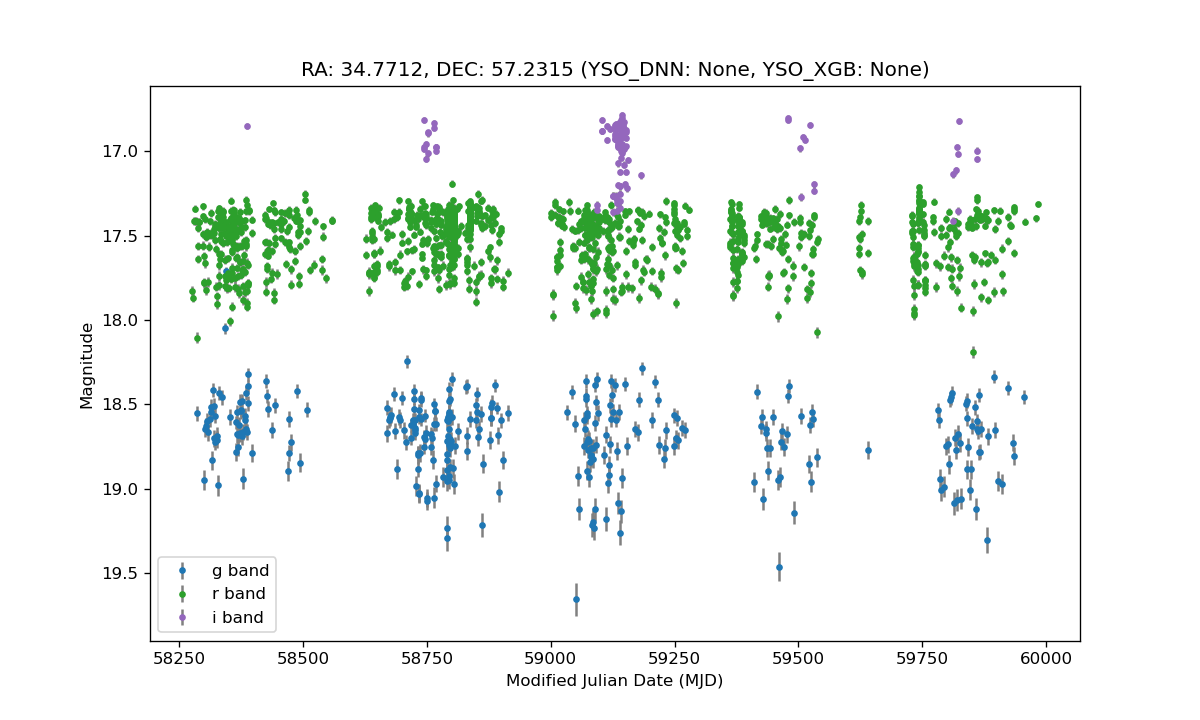 RA: 34.7712, DEC: 57.2315 (YSO_DNN: None, YSO_XGB: None)
17.0
17.5
18.0
18.5
19.0
19.5
Magnitude
g band
r band
i band
58250 58500 58750 59000 59250 59500 59750 60000
Modified Julian Date (MJD)